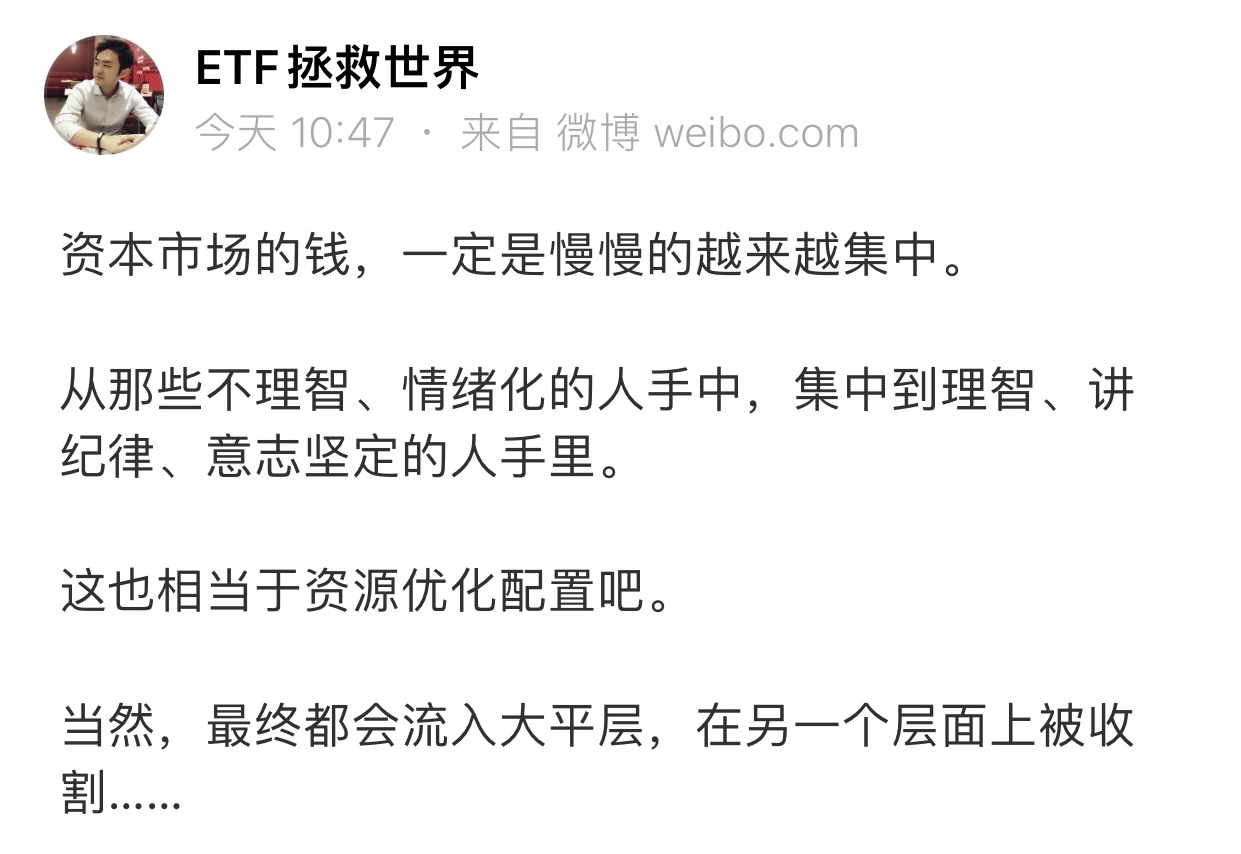 ETF拯救世界
今天 10:47 · 来自 微博 weibo.com
资本市场的钱，一定是慢慢的越来越集中。
从那些不理智、情绪化的人手中，集中到理智、讲
纪律、意志坚定的人手里。
这也相当于资源优化配置吧。
当然，最终都会流入大平层，在另一个层面上被收
割……